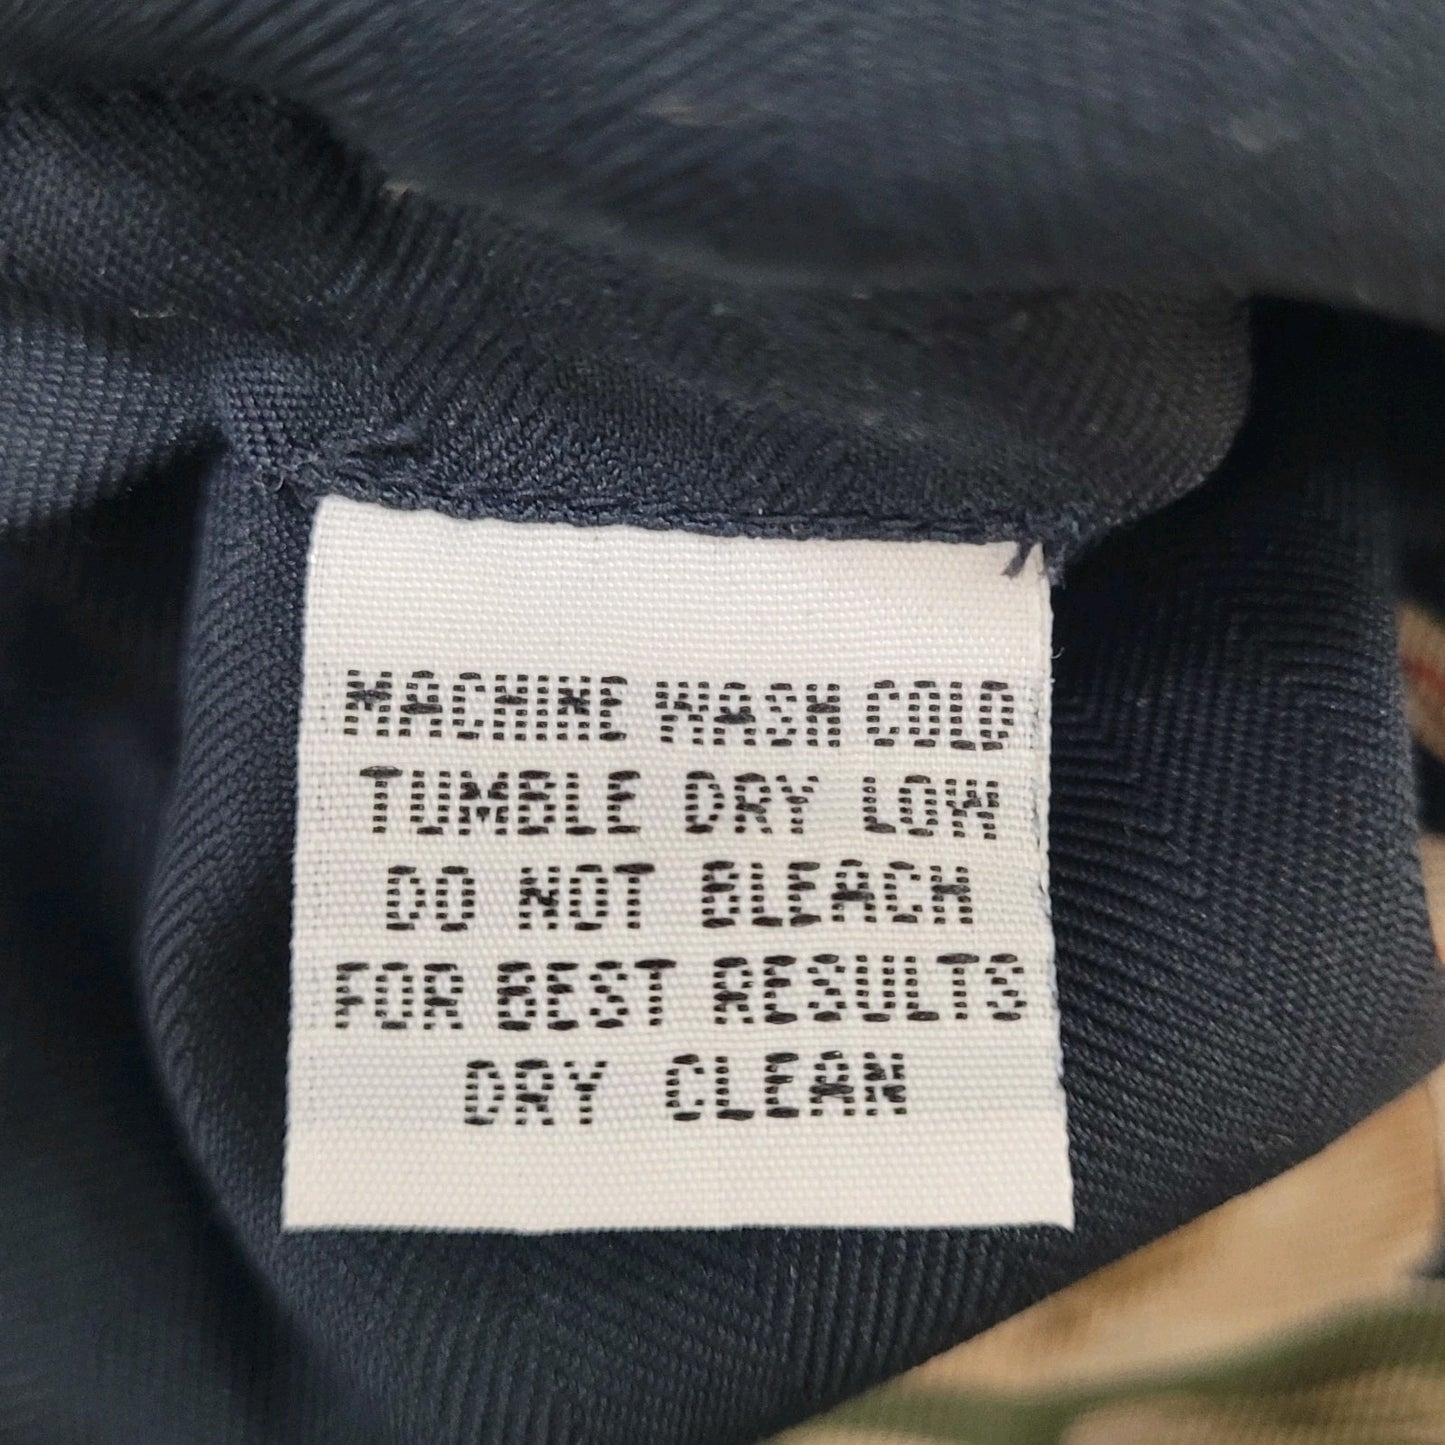 MACHINE WASH COLD
TUMBLE DRY LOW
DO NOT BLEACH
FOR BEST RESULTS
DRY CLEAN